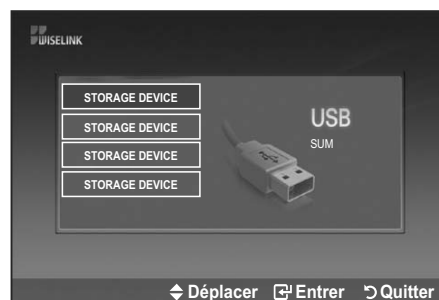 WISELINK
STORAGE DEVICE
STORAGE DEVICE
STORAGE DEVICE
STORAGE DEVICE
USB
SUM
Déplacer Entrer Quitter